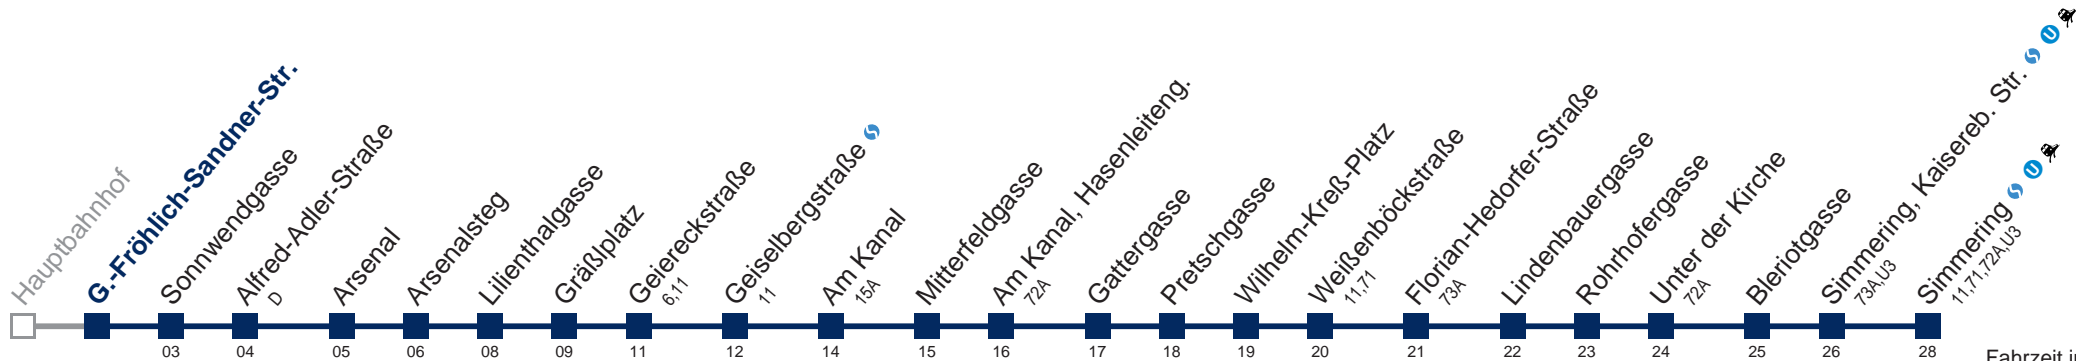 Hauptbahnhof
G.-Fröhlich-Sandner-Str.
Sonnwendgasse
03
Alfred-Adler-Straße
D
04
Arsenal
05
Arsenalsteg
06
Lilienthalgasse
08
Gräßlplatz
09
Geiereckstraße
6,11
11
Geiselbergstraße S
11
12
Am Kanal
15A
14
Mitterfeldgasse
15
Am Kanal, Hasenleiteng.
72A
16
Gattergasse
17
Pretschgasse
18
Wilhelm-Kreß-Platz
19
Weißenböckstraße
11,71
20
Florian-Hedorfer-Straße
73A
21
Lindenbauergasse
22
Rohrhofergasse
23
Unter der Kirche
72A
24
Bleriotgasse
25
Simmering, Kaisereb. Str. S U
73A,U3
26
Simmering S U
11,71,72A,U3
28
Fahrzeit